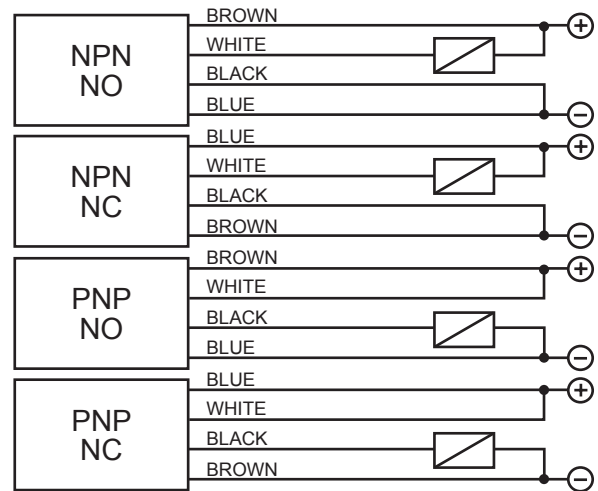 NPN
NO
BROWN
WHITE
BLACK
BLUE
+
−
NPN
NC
BLUE
WHITE
BLACK
BROWN
+
−
PNP
NO
BROWN
WHITE
BLACK
BLUE
+
−
PNP
NC
BLUE
WHITE
BLACK
BROWN
+
−